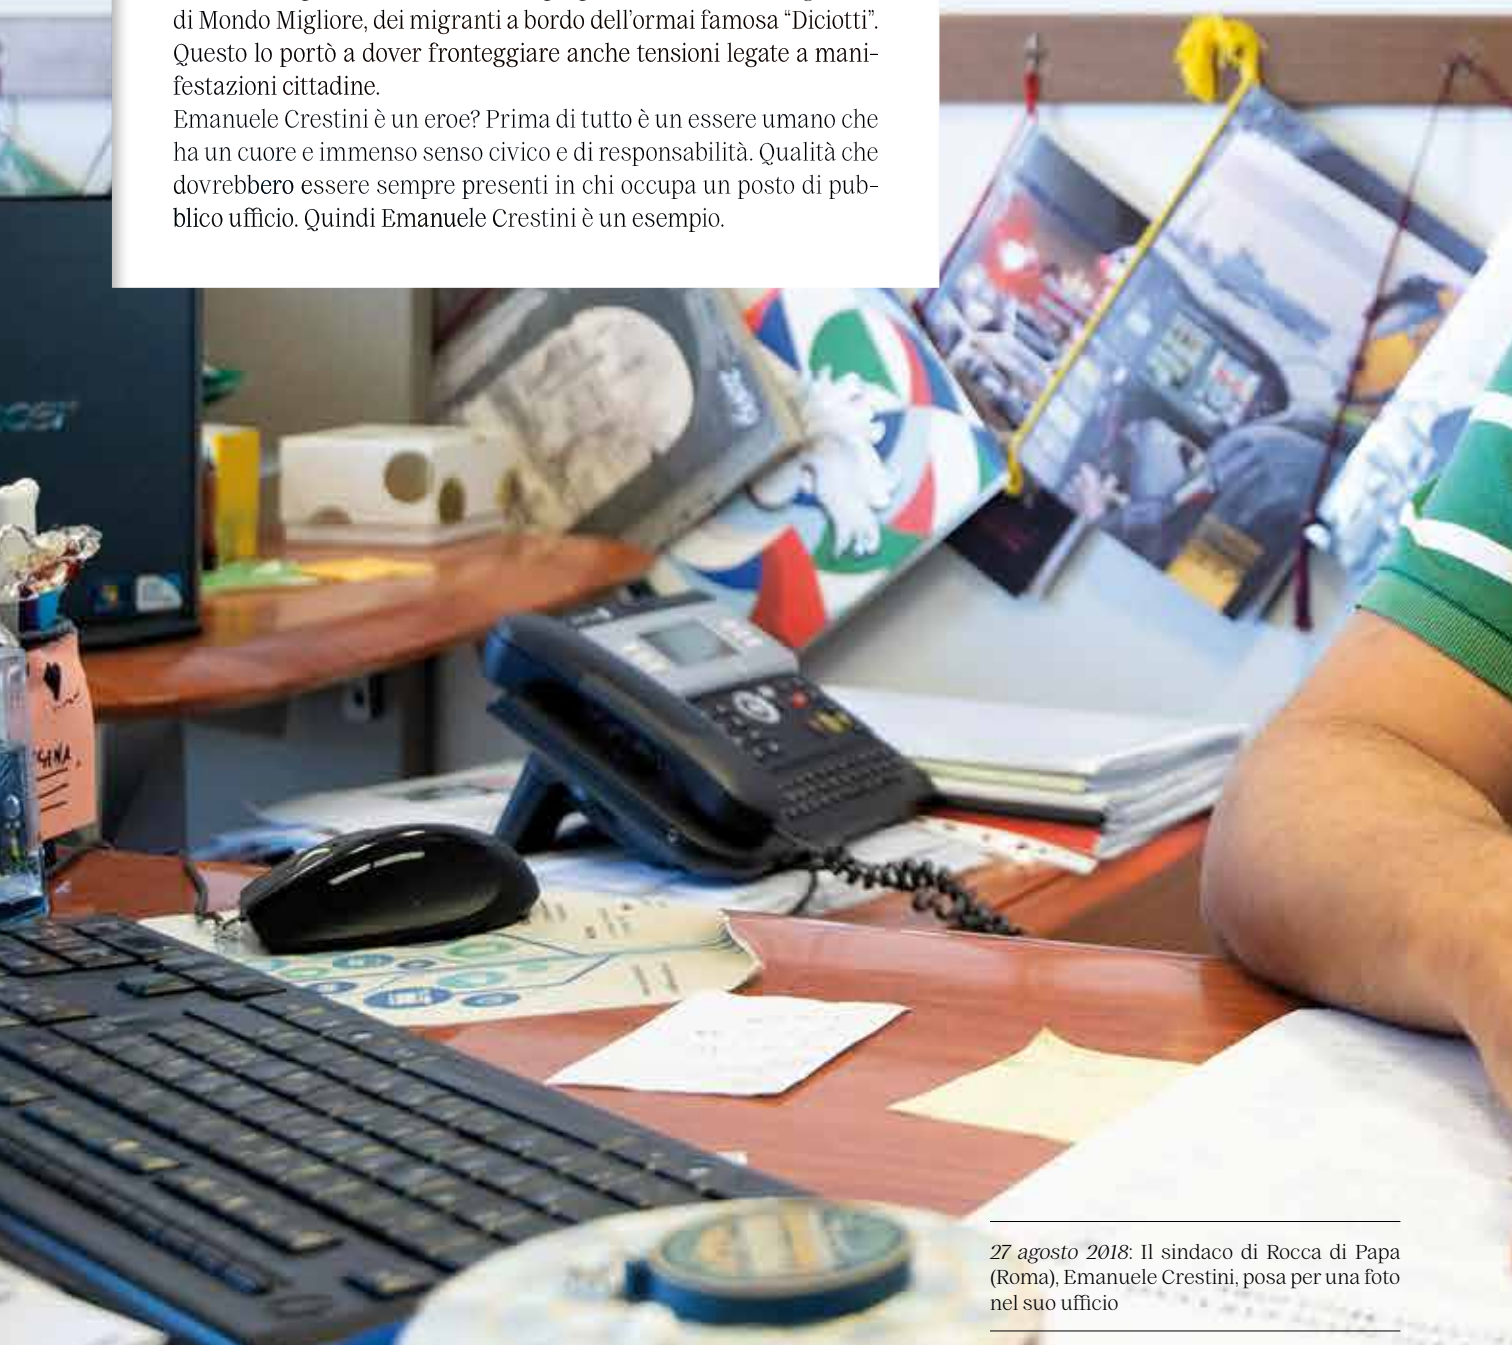 di Mondo Migliore, dei migranti a bordo dell’ormai famosa “Diciotti”.
Questo lo portò a dover fronteggiare anche tensioni legate a mani-
festazioni cittadine.
Emanuele Crestini è un eroe? Prima di tutto è un essere umano che
ha un cuore e immenso senso civico e di responsabilità. Qualità che
dovrebbero essere sempre presenti in chi occupa un posto di pub-
blico ufficio. Quindi Emanuele Crestini è un esempio.
27 agosto 2018: Il sindaco di Rocca di Papa
(Roma), Emanuele Crestini, posa per una foto
nel suo ufficio